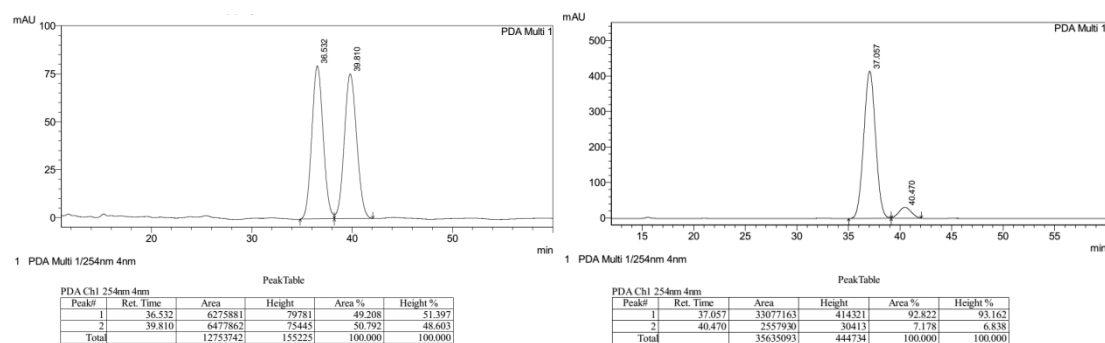 mAU
100
PDA Multi 1
36.532
39.810
75
50
25
0
20
30
40
50
min
1 PDA Multi 1/254nm 4nm
PeakTable
PDA Ch1 254nm 4nm
Peak# Ret. Time Area Height Area % Height %
1 36.532 6275881 79781 49.208 51.397
2 39.810 6477862 75445 50.792 48.603
Total 12753742 155225 100.000 100.000
mAU
PDA Multi 1
37.057
40.470
500
400
300
200
100
0
15
20
25
30
35
40
45
50
55
min
1 PDA Multi 1/254nm 4nm
PeakTable
PDA Ch1 254nm 4nm
Peak# Ret. Time Area Height Area % Height %
1 37.057 33077163 414321 92.822 93.162
2 40.470 2557930 30413 7.178 6.838
Total 35635093 444734 100.000 100.000